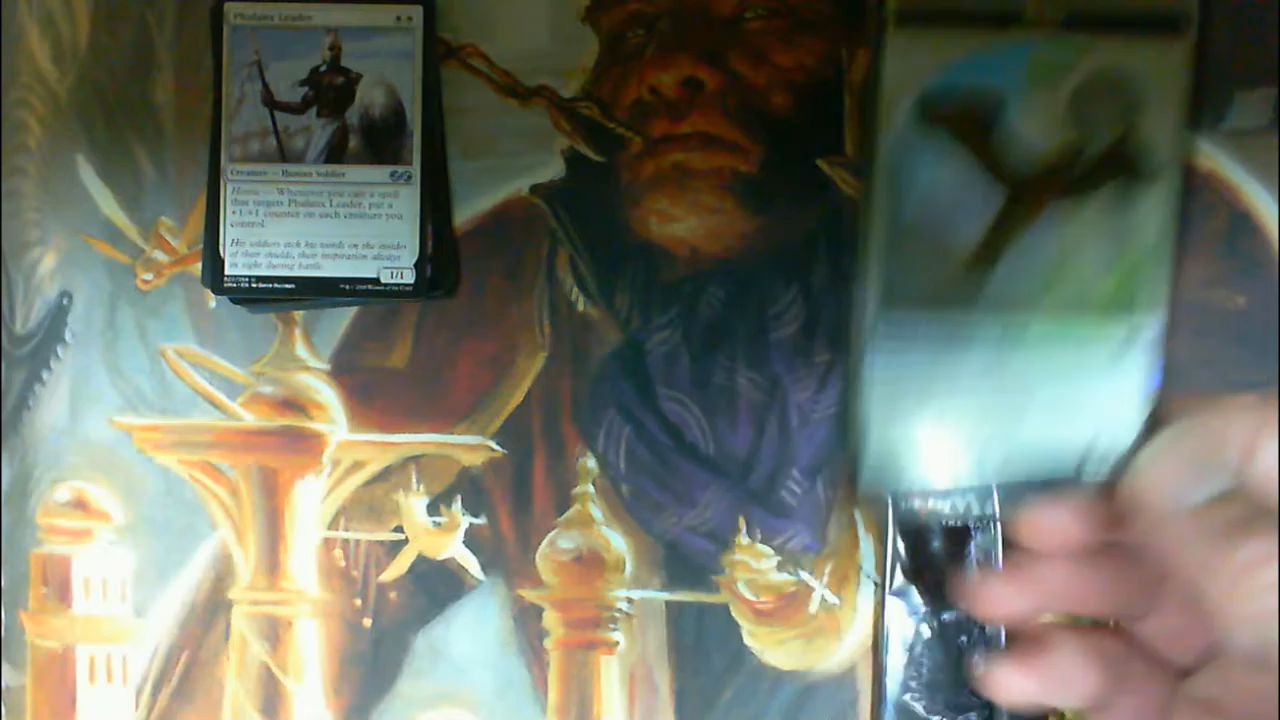 Phalanx Leader
Creature — Human Soldier
Heroic — Whenever you cast a spell
that targets Phalanx Leader, put a
+1/+1 counter on each creature you
control.
His soldiers etch his words on the insides
of their shields, their inspiration always
in sight during battle.
1/1